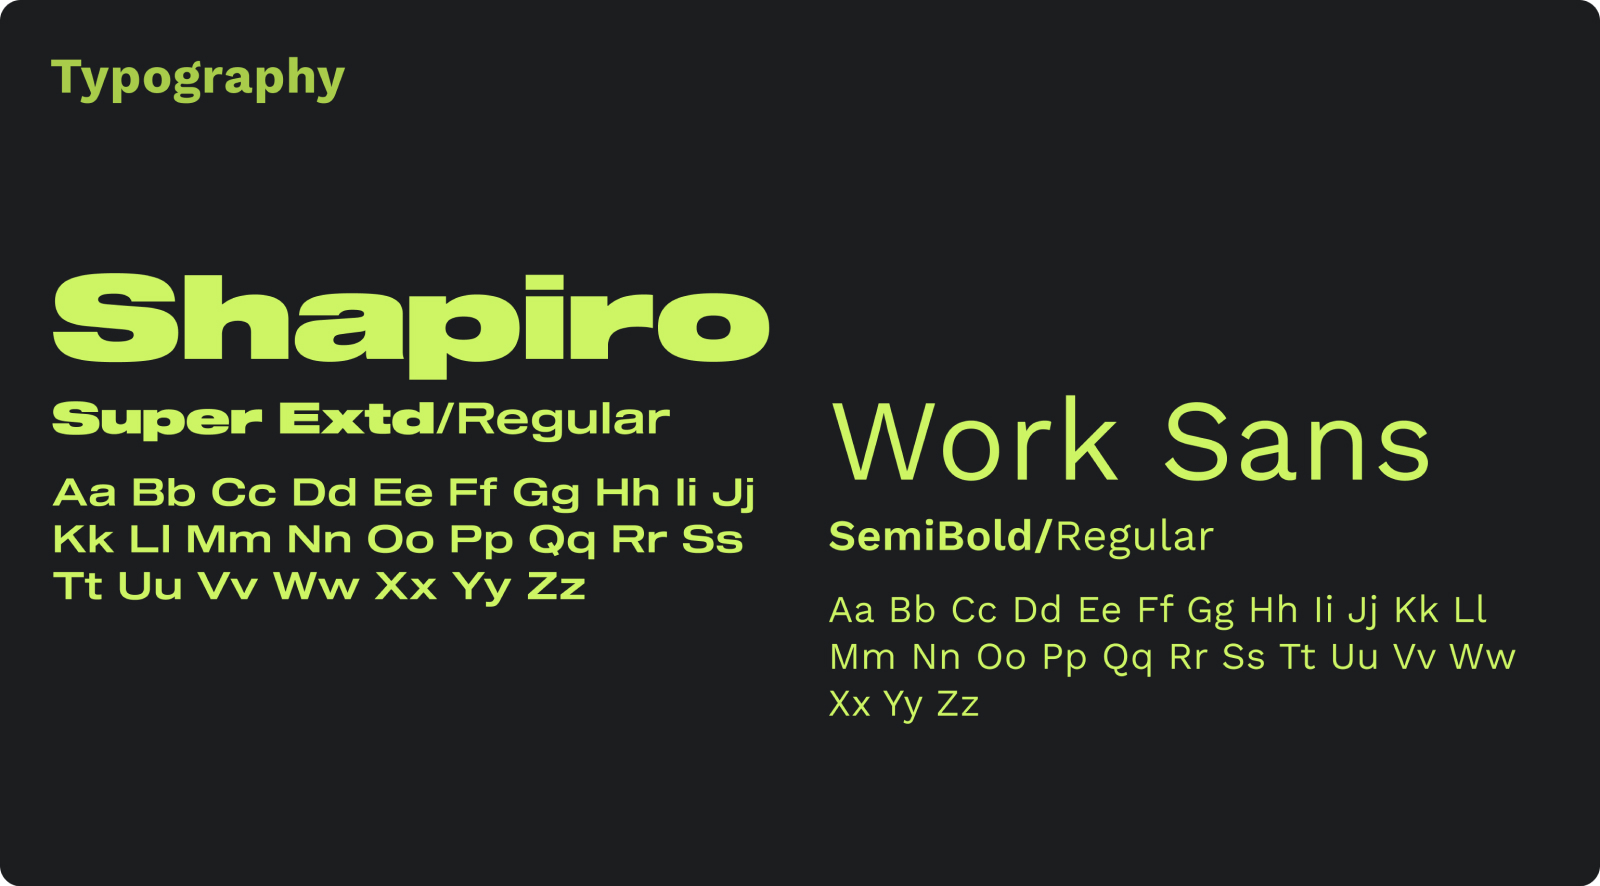 Typography
Shapiro
Super Extd/Regular
Aa Bb Cc Dd Ee Ff Gg Hh Ii Jj
Kk Ll Mm Nn Oo Pp Qq Rr Ss
Tt Uu Vv Ww Xx Yy Zz
Work Sans
SemiBold/Regular
Aa Bb Cc Dd Ee Ff Gg Hh Ii Jj Kk Ll
Mm Nn Oo Pp Qq Rr Ss Tt Uu Vv Ww
Xx Yy Zz